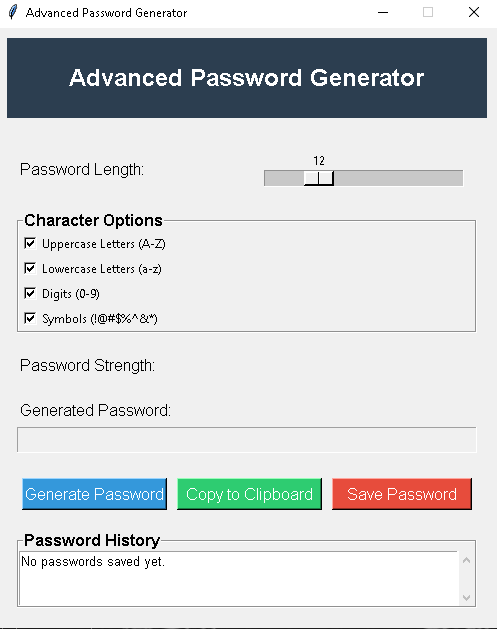 Advanced Password Generator
Advanced Password Generator
12
Password Length:
Character Options
Uppercase Letters (A-Z)
Lowercase Letters (a-z)
Digits (0-9)
Symbols (!@#$%^&*)
Password Strength:
Generated Password:
Generate Password Copy to Clipboard Save Password
Password History
No passwords saved yet.